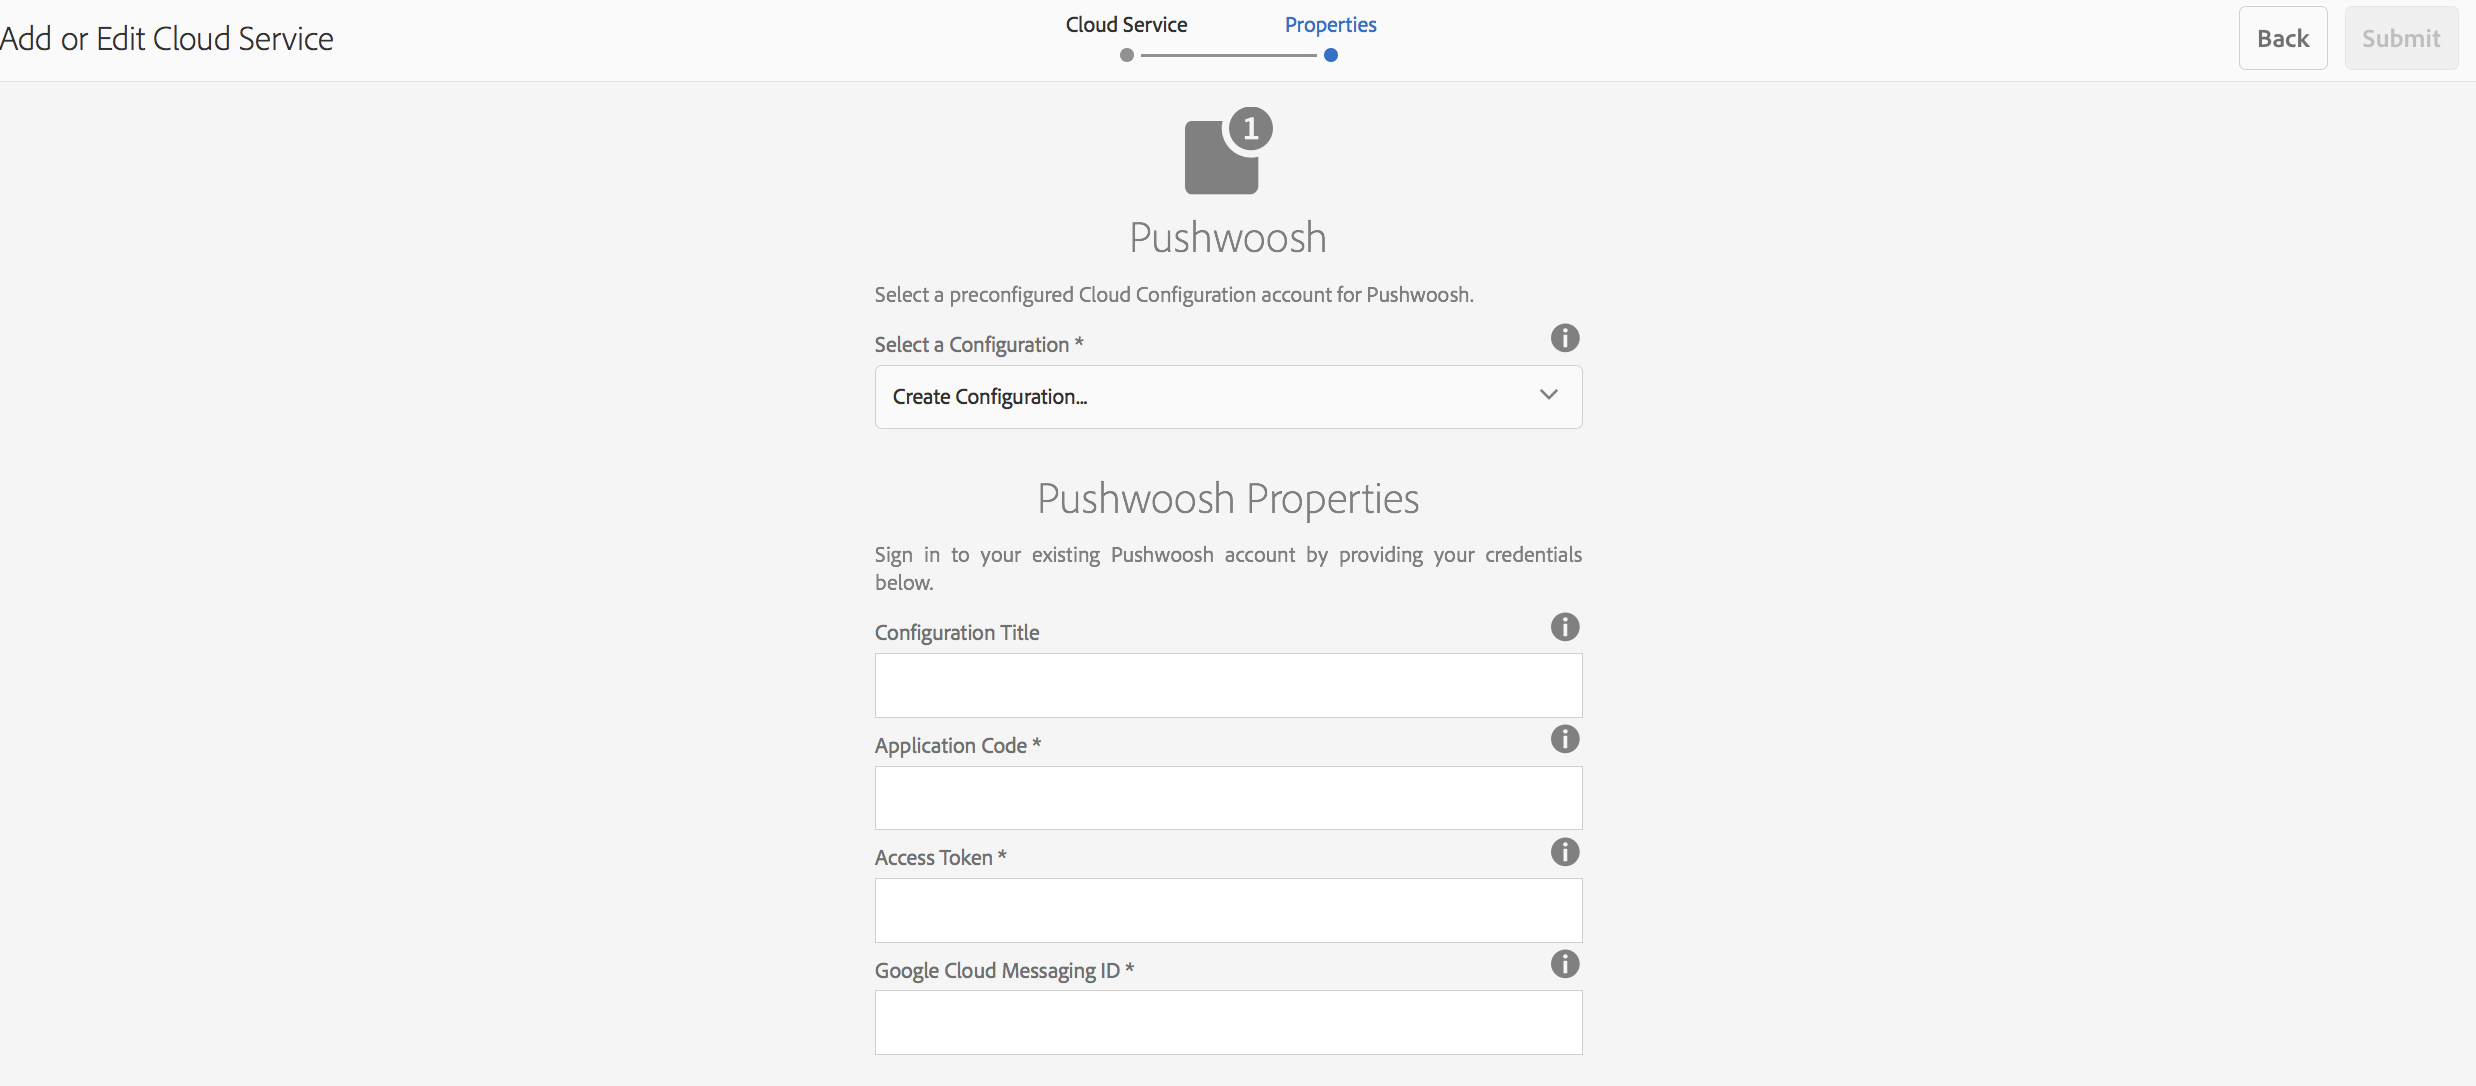 Add or Edit Cloud Service
Cloud Service
Properties
Back
Submit
1
Pushwoosh
Select a preconfigured Cloud Configuration account for Pushwoosh.
Select a Configuration *
Create Configuration...
Pushwoosh Properties
Sign in to your existing Pushwoosh account by providing your credentials
below.
Configuration Title
Application Code *
Access Token *
Google Cloud Messaging ID *